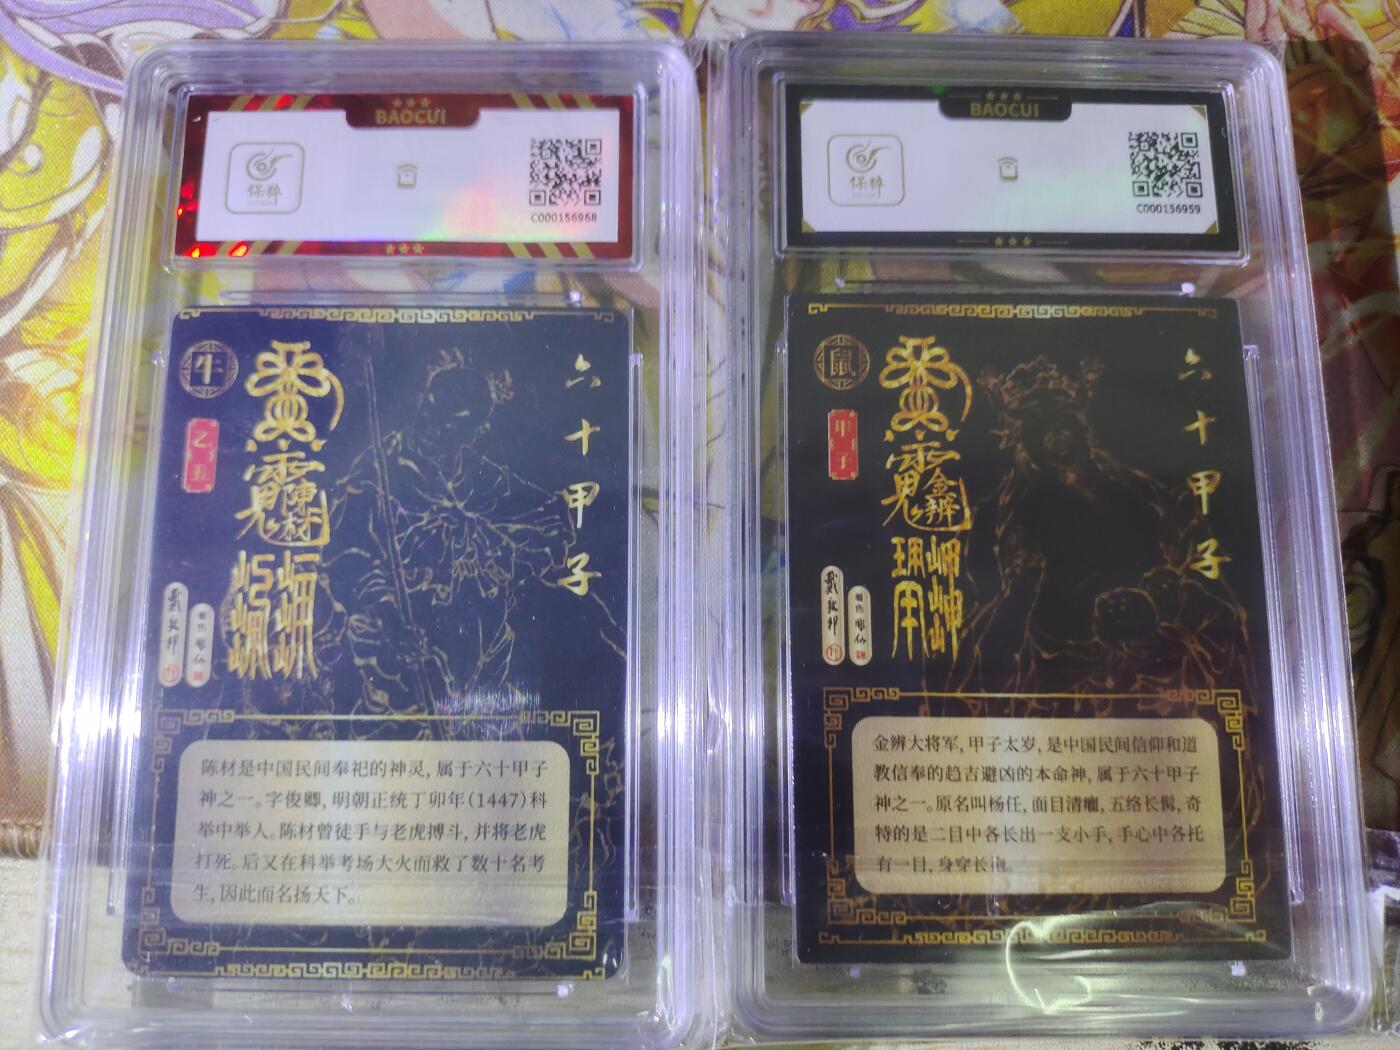 BAOCUI
保粹
C000156968
牛
乙丑
六十甲子
陳材
戴敦邦
陈材是中国民间奉祀的神灵，属于六十甲子
神之一。字俊卿，明朝正统丁卯年（1447）科
举中举人。陈材曾徒手与老虎搏斗，并将老虎
打死。后又在科举考场大火而救了数十名考
生，因此而名扬天下。
BAOCUI
保粹
C000156959
鼠
甲子
六十甲子
金辨
戴敦邦
金辨大将军，甲子太岁，是中国民间信仰和道
教信奉的趋吉避凶的本命神，属于六十甲子
神之一。原名叫杨任，面目清癯，五绺长髯，奇
特的是二目中各长出一支小手，手心中各托
有一目，身穿长袍。